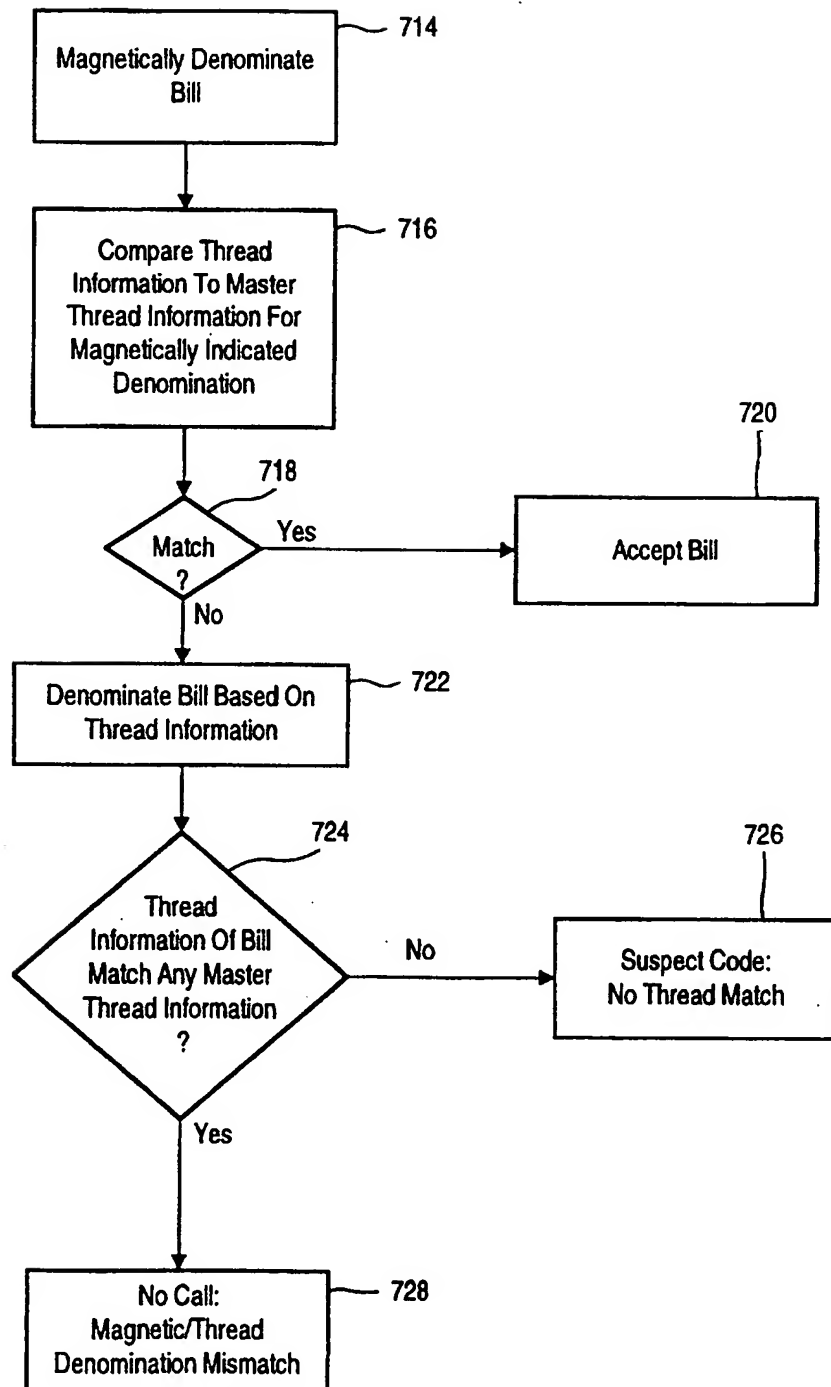 714
Magnetically Denominate
Bill
716
Compare Thread
Information To Master
Thread Information For
Magnetically Indicated
Denomination
718
720
Match
?
Yes
Accept Bill
No
722
Denominate Bill Based On
Thread Information
724
726
Thread
Information Of Bill
Match Any Master
Thread Information
?
No
Suspect Code:
No Thread Match
Yes
728
No Call:
Magnetic/Thread
Denomination Mismatch